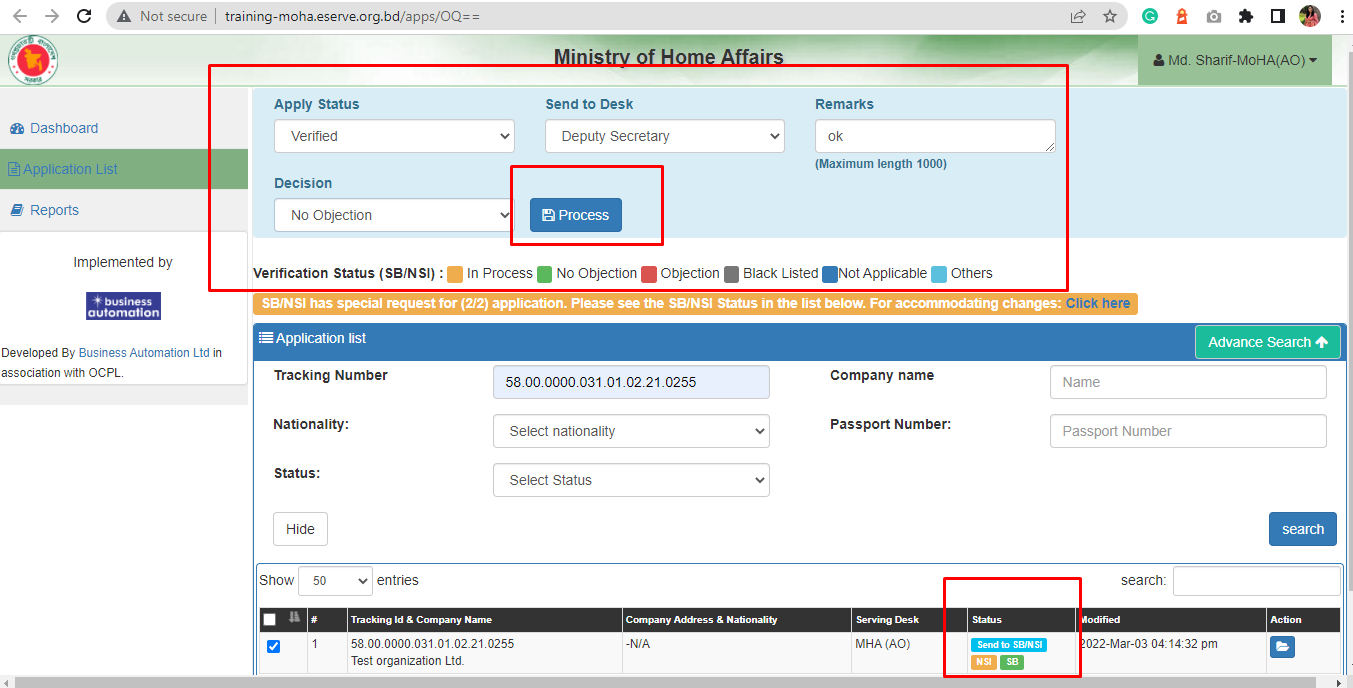 Not secure | training-moha.eserve.org.bd/apps/OQ==
Ministry of Home Affairs
Md. Sharif-MoHA(AO)
Dashboard
Application List
Reports
Implemented by
business
automation
Developed By Business Automation Ltd in
association with OCPL.
Apply Status Send to Desk Remarks
Verified Deputy Secretary ok
(Maximum length 1000)
Decision
No Objection Process
Verification Status (SB/NSI) : In Process No Objection Objection Black Listed Not Applicable Others
SB/NSI has special request for (2/2) application. Please see the SB/NSI Status in the list below. For accommodating changes: Click here
Application list Advance Search
Tracking Number 58.00.0000.031.01.02.21.0255 Company name Name
Nationality: Select nationality Passport Number: Passport Number
Status: Select Status
Hide search
Show 50 entries search:
# Tracking Id & Company Name Company Address & Nationality Serving Desk Status Modified Action
1 58.00.0000.031.01.02.21.0255 -N/A MHA (AO) Send to SB/NSI 2022-Mar-03 04:14:32 pm
Test organization Ltd. NSI SB